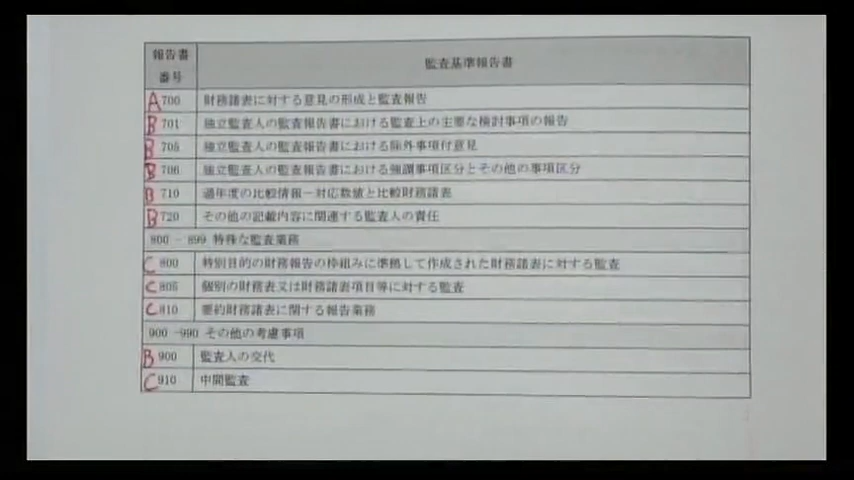 報告書 番号 監査基準報告書
A 700 財務諸表に対する意見の形成と監査報告
B 701 独立監査人の監査報告書における監査上の主要な検討事項の報告
B 705 独立監査人の監査報告書における除外事項付意見
B 706 独立監査人の監査報告書における強調事項区分とその他の事項区分
B 710 過年度の比較情報－対応数値と比較財務諸表
B 720 その他の記載内容に関連する監査人の責任
800 - 899 特殊な監査業務
C 800 特別目的の財務報告の枠組みに準拠して作成された財務諸表に対する監査
C 805 個別の財務表又は財務諸表項目等に対する監査
C 810 要約財務諸表に関する報告業務
900 -990 その他の考慮事項
B 900 監査人の交代
C 910 中間監査